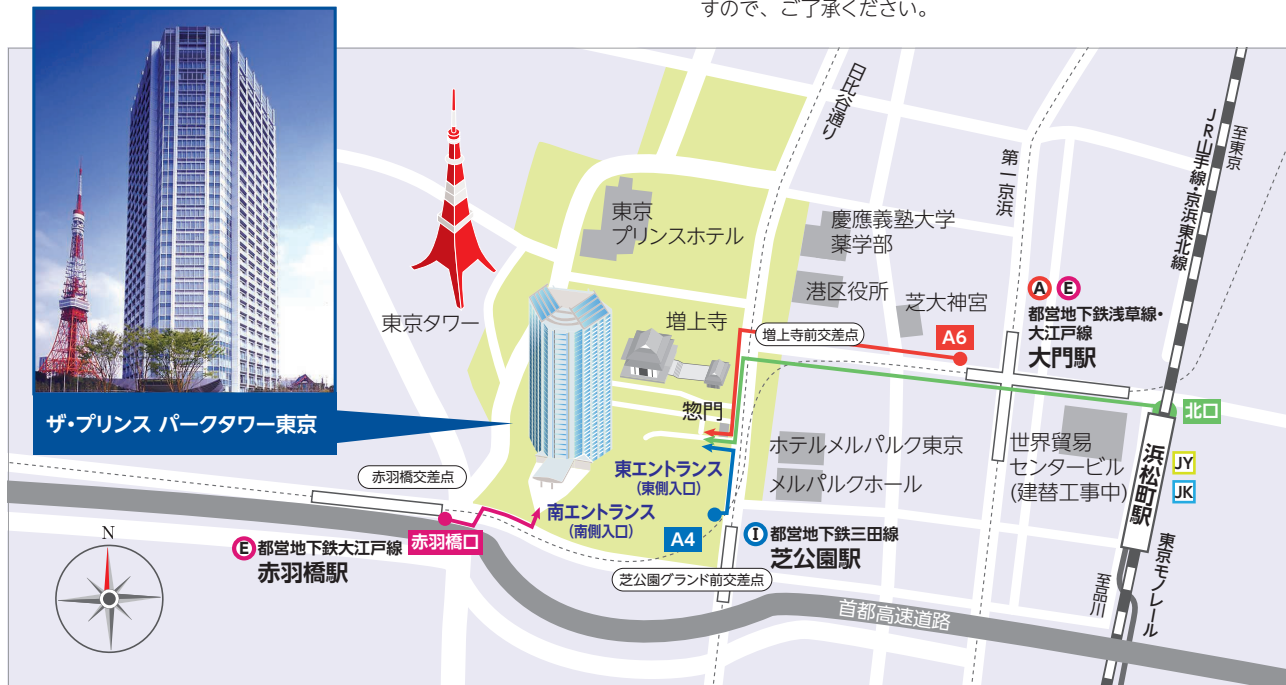 すので、ご了承ください。
日比谷通り
第一京浜
JR山手線・京浜東北線
至東京
東京
プリンスホテル
慶應義塾大学
薬学部
港区役所
芝大神宮
A E
都営地下鉄浅草線・
大江戸線
大門駅
東京タワー
増上寺
増上寺前交差点
A6
ザ・プリンス パークタワー東京
惣門
北口
ホテルメルパルク東京
メルパルクホール
世界貿易
センタービル
(建替工事中)
浜松町駅
JY
JK
東エントランス
(東側入口)
赤羽橋交差点
南エントランス
(南側入口)
A4
赤羽橋口
E 都営地下鉄大江戸線
赤羽橋駅
I 都営地下鉄三田線
芝公園駅
芝公園グランド前交差点
首都高速道路
至品川
東京モノレール
N